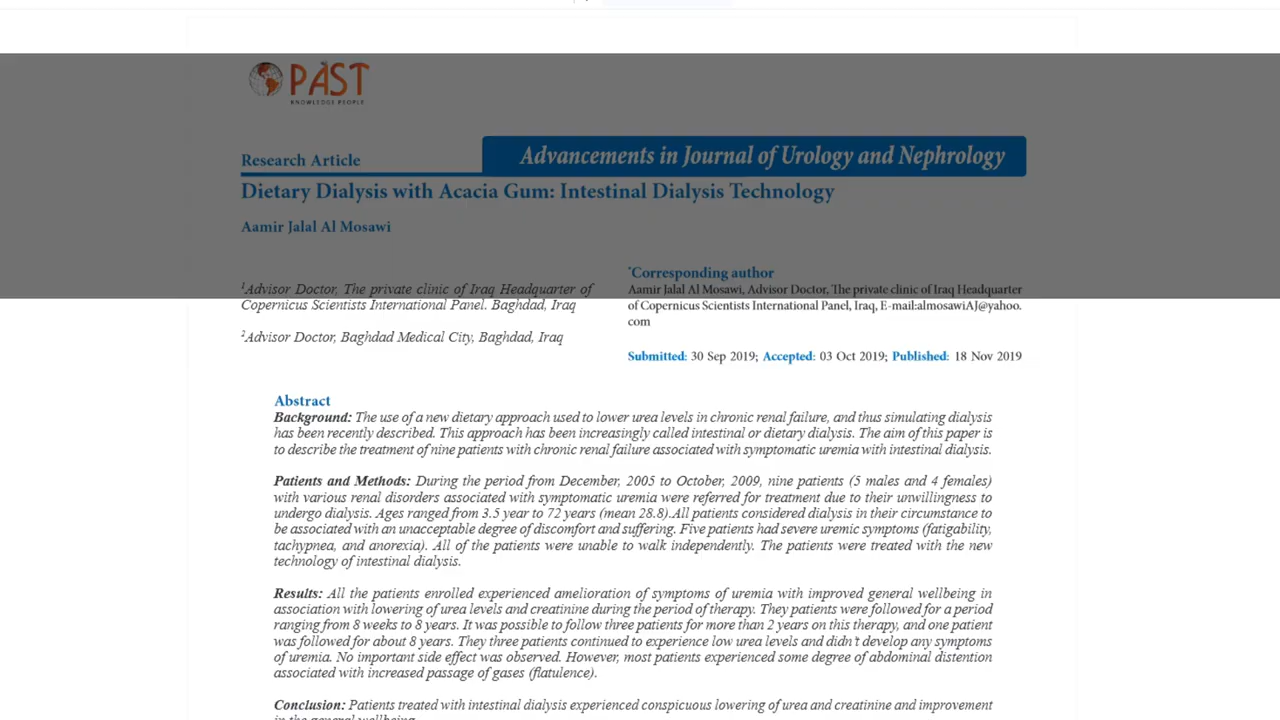 PAST
KNOWLEDGE PEOPLE
Research Article
Advancements in Journal of Urology and Nephrology
Dietary Dialysis with Acacia Gum: Intestinal Dialysis Technology
Aamir Jalal Al Mosawi
1Advisor Doctor, The private clinic of Iraq Headquarter of
Copernicus Scientists International Panel. Baghdad, Iraq
2Advisor Doctor, Baghdad Medical City, Baghdad, Iraq
*Corresponding author
Aamir Jalal Al Mosawi, Advisor Doctor, The private clinic of Iraq Headquarter
of Copernicus Scientists International Panel, Iraq, E-mail:almosawiAJ@yahoo.
com
Submitted: 30 Sep 2019; Accepted: 03 Oct 2019; Published: 18 Nov 2019
Abstract
Background: The use of a new dietary approach used to lower urea levels in chronic renal failure, and thus simulating dialysis
has been recently described. This approach has been increasingly called intestinal or dietary dialysis. The aim of this paper is
to describe the treatment of nine patients with chronic renal failure associated with symptomatic uremia with intestinal dialysis.
Patients and Methods: During the period from December, 2005 to October, 2009, nine patients (5 males and 4 females)
with various renal disorders associated with symptomatic uremia were referred for treatment due to their unwillingness to
undergo dialysis. Ages ranged from 3.5 year to 72 years (mean 28.8).All patients considered dialysis in their circumstance to
be associated with an unacceptable degree of discomfort and suffering. Five patients had severe uremic symptoms (fatigability,
tachypnea, and anorexia). All of the patients were unable to walk independently. The patients were treated with the new
technology of intestinal dialysis.
Results: All the patients enrolled experienced amelioration of symptoms of uremia with improved general wellbeing in
association with lowering of urea levels and creatinine during the period of therapy. They patients were followed for a period
ranging from 8 weeks to 8 years. It was possible to follow three patients for more than 2 years on this therapy, and one patient
was followed for about 8 years. They three patients continued to experience low urea levels and didn't develop any symptoms
of uremia. No important side effect was observed. However, most patients experienced some degree of abdominal distention
associated with increased passage of gases (flatulence).
Conclusion: Patients treated with intestinal dialysis experienced conspicuous lowering of urea and creatinine and improvement
in the general wellbeing.